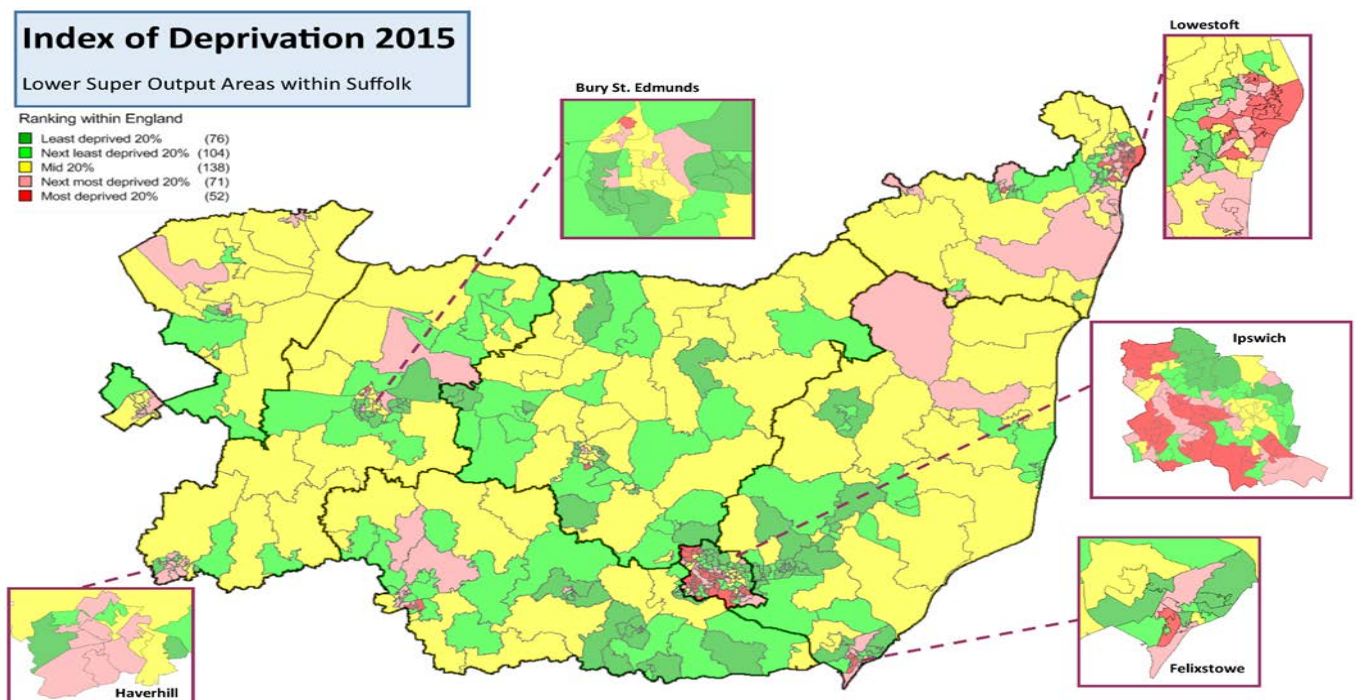 Index of Deprivation 2015
Lower Super Output Areas within Suffolk
Ranking within England
Least deprived 20% (76)
Next least deprived 20% (104)
Mid 20% (138)
Next most deprived 20% (71)
Most deprived 20% (52)
Bury St. Edmunds
Lowestoft
Ipswich
Felixstowe
Haverhill